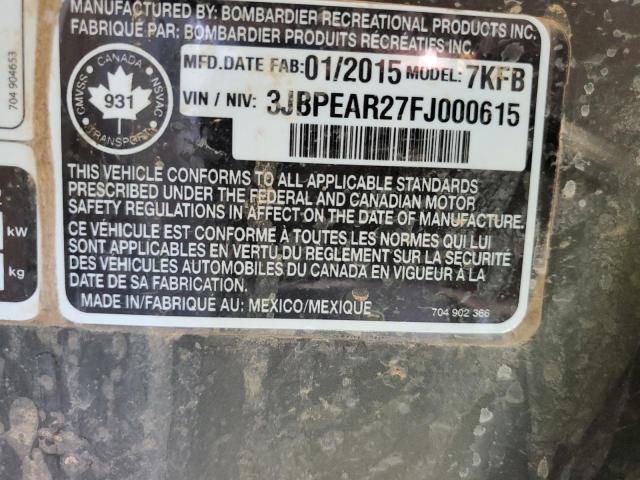 MANUFACTURED BY: BOMBARDIER RECREATIONAL PRODUCTS INC.
FABRIQUÉ PAR: BOMBARDIER PRODUITS RÉCRÉATIFS INC.
MFD.DATE FAB: 01/2015 MODEL: 7KFB
VIN / NIV: 3JBPEAR27FJ000615
CANADA
CMVSS
NSVAC
931
TRANSPORT
THIS VEHICLE CONFORMS TO ALL APPLICABLE STANDARDS
PRESCRIBED UNDER THE FEDERAL AND CANADIAN MOTOR
SAFETY REGULATIONS IN AFFECT ON THE DATE OF MANUFACTURE.
CE VÉHICULE EST CONFORME À TOUTES LES NORMES QUI LUI
SONT APPLICABLES EN VERTU DU RÈGLEMENT SUR LA SÉCURITÉ
DES VÉHICULES AUTOMOBILES DU CANADA EN VIGUEUR À LA
DATE DE SA FABRICATION.
MADE IN/FABRIQUÉ AU: MEXICO/MEXIQUE
704 902 366
704 904653
kW
kg